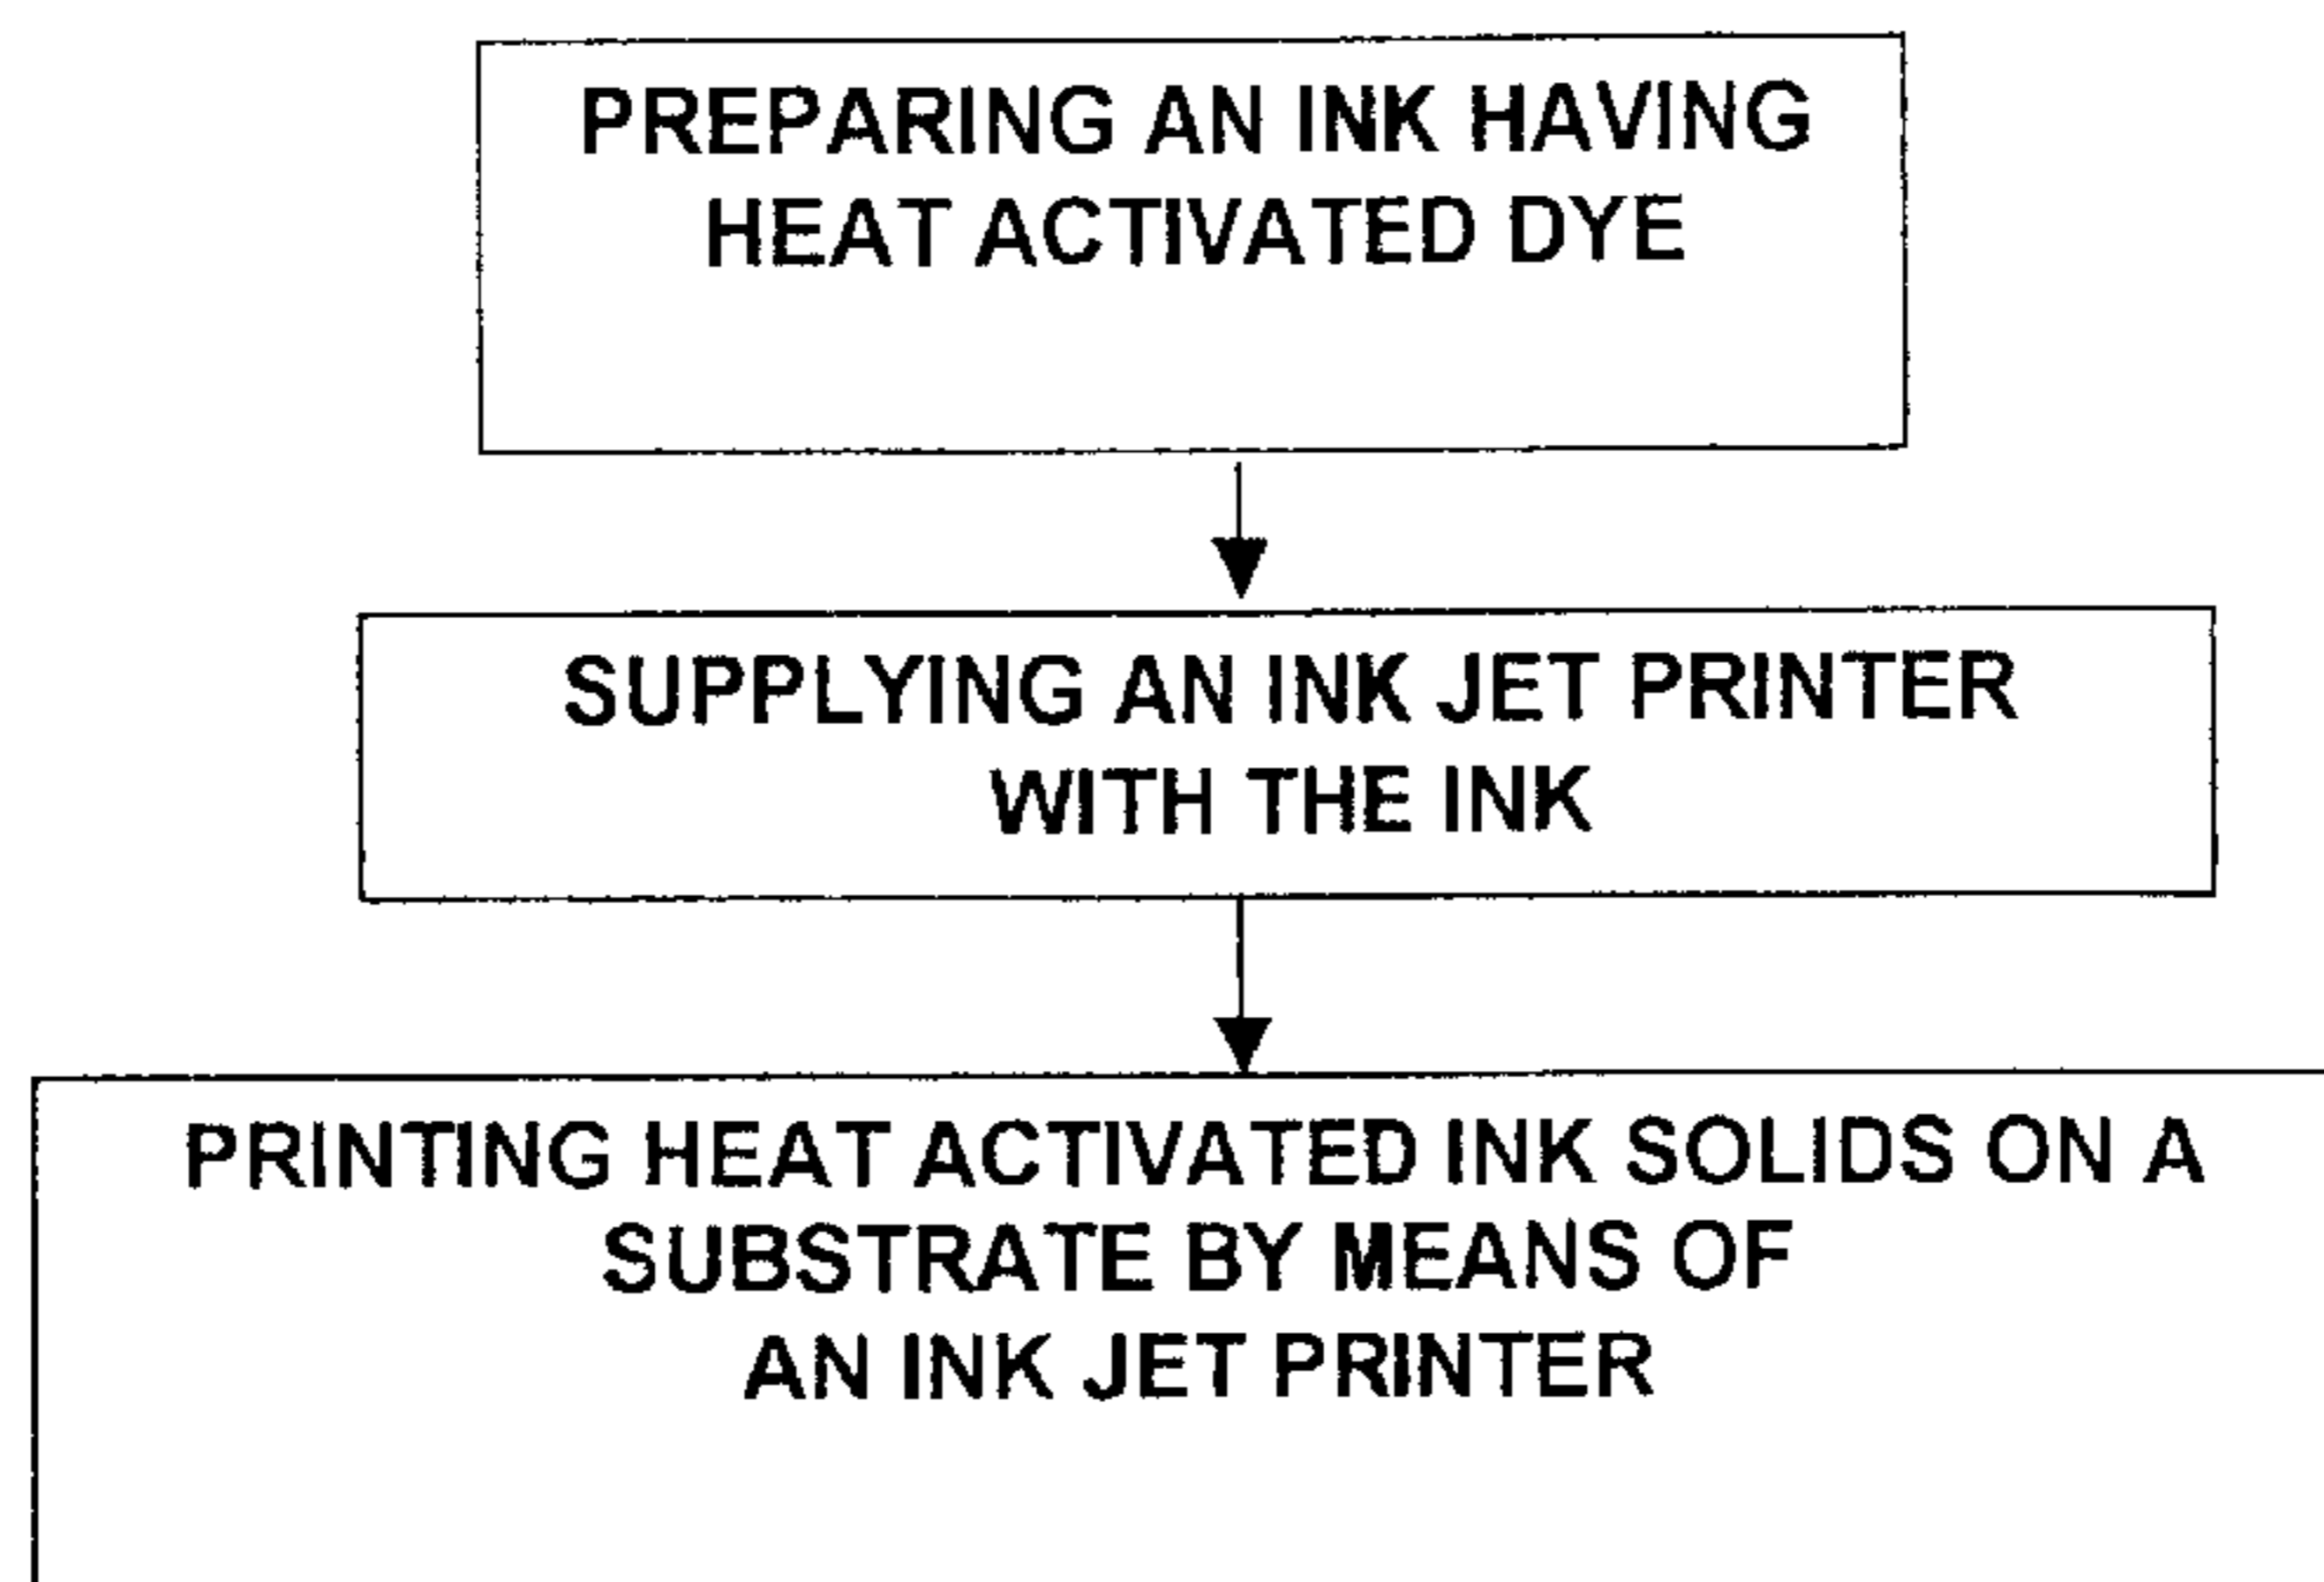 PREPARING AN INK HAVING
HEAT ACTIVATED DYE
SUPPLYING AN INK JET PRINTER
WITH THE INK
PRINTING HEAT ACTIVATED INK SOLIDS ON A
SUBSTRATE BY MEANS OF
AN INK JET PRINTER